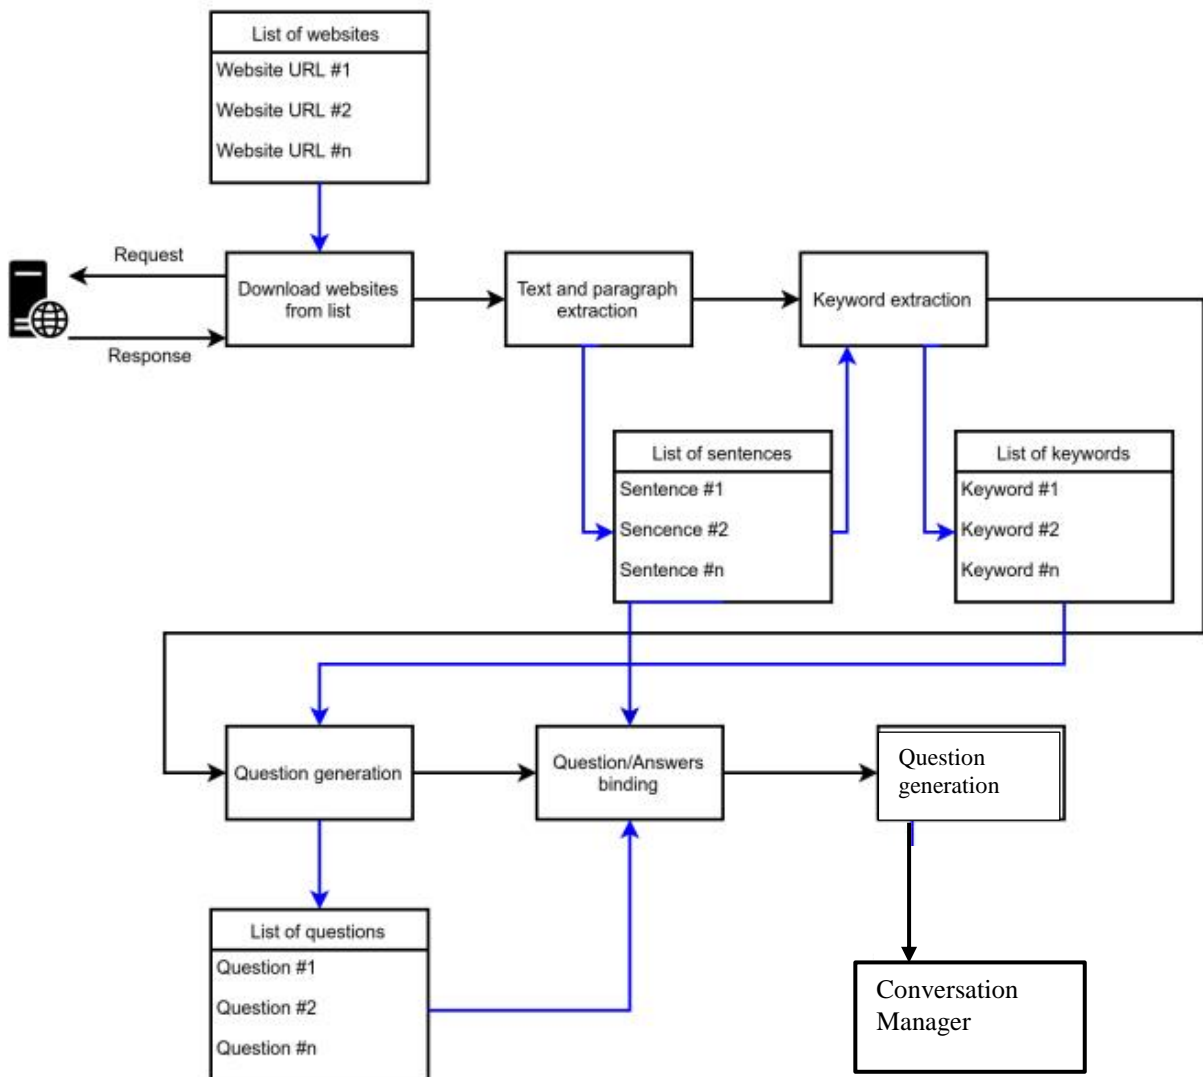 List of websites
Website URL #1
Website URL #2
Website URL #n
Request
Response
Download websites
from list
Text and paragraph
extraction
Keyword extraction
List of sentences
Sentence #1
Sencence #2
Sentence #n
List of keywords
Keyword #1
Keyword #2
Keyword #n
Question generation
Question/Answers
binding
Question
generation
List of questions
Question #1
Question #2
Question #n
Conversation
Manager